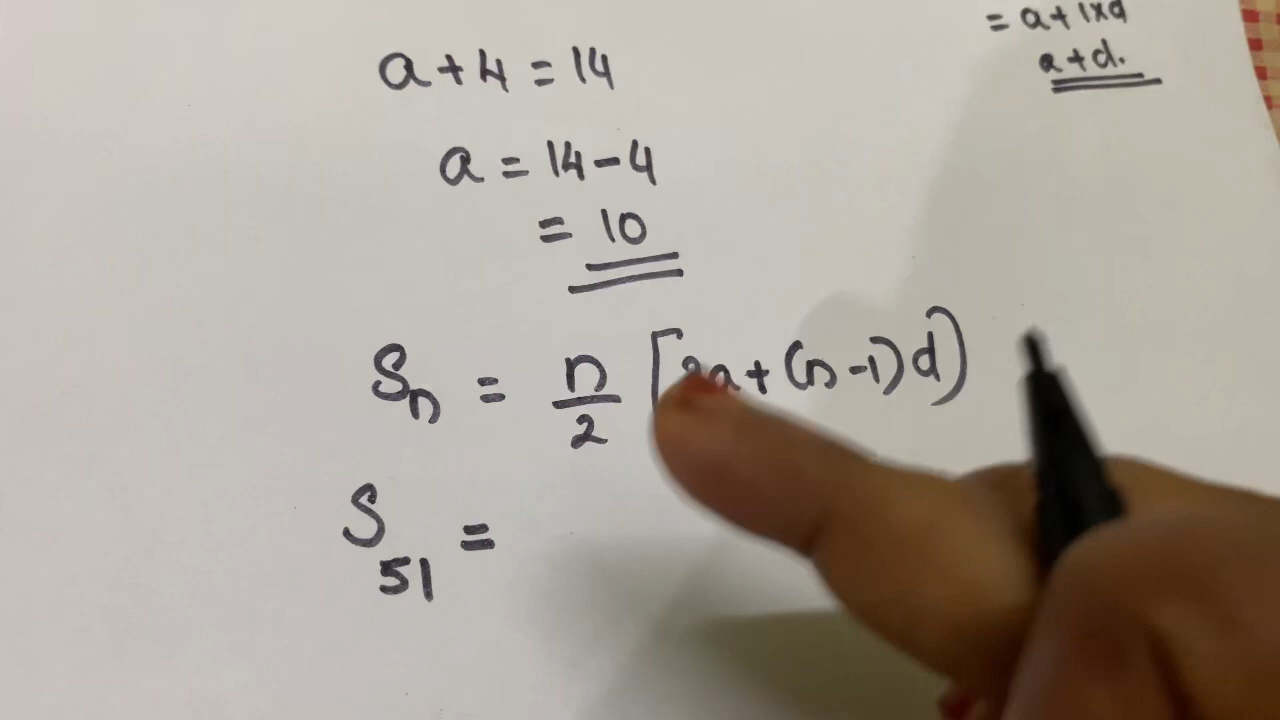 = a + 1×d
a + d.
a + 4 = 14
a = 14 - 4
= 10
Sn = n/2 [2a + (n - 1) d)
S51 =